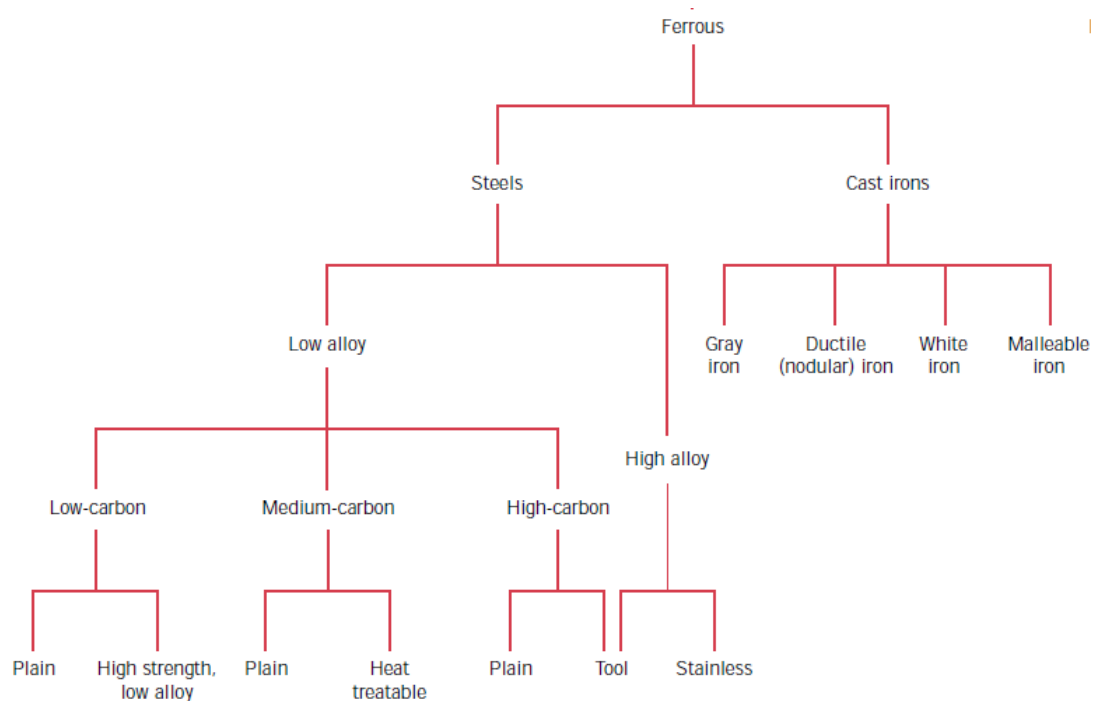 Ferrous
Steels
Cast irons
Low alloy
Gray
iron
Ductile
(nodular) iron
White
iron
Malleable
iron
High alloy
Low-carbon
Medium-carbon
High-carbon
Plain
High strength,
low alloy
Plain
Heat
treatable
Plain
Tool
Stainless